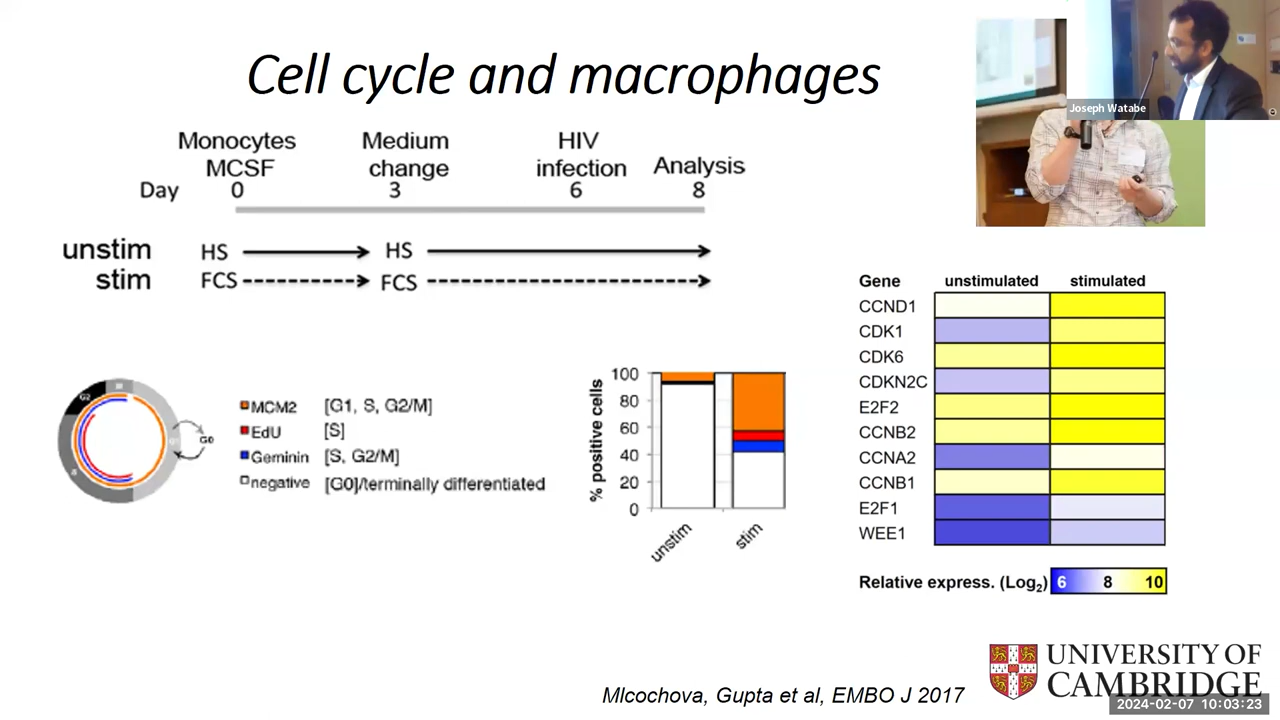 Cell cycle and macrophages
Joseph Watabe
Monocytes MCSF
Medium change
HIV infection
Analysis
Day 0 3 6 8
unstim HS HS
stim FCS FCS
G2
M
G1
S
G0
MCM2 [G1, S, G2/M]
EdU [S]
Geminin [S, G2/M]
negative [G0]/terminally differentiated
% positive cells
100
80
60
40
20
0
unstim
stim
Gene unstimulated stimulated
CCND1
CDK1
CDK6
CDKN2C
E2F2
CCNB2
CCNA2
CCNB1
E2F1
WEE1
Relative express. (Log2) 6 8 10
Mlcochova, Gupta et al, EMBO J 2017
UNIVERSITY OF
CAMBRIDGE
2024-02-07 10:03:23